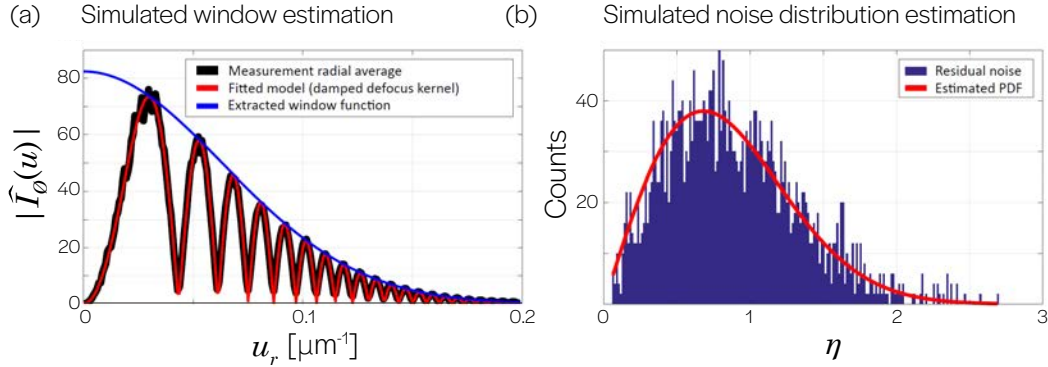 (a) Simulated window estimation
|Î_Ø(u)|
80
60
40
20
0
Measurement radial average
Fitted model (damped defocus kernel)
Extracted window function
0
0.1
0.2
u_r [µm⁻¹]
(b) Simulated noise distribution estimation
Counts
40
20
0
Residual noise
Estimated PDF
0
1
2
3
η